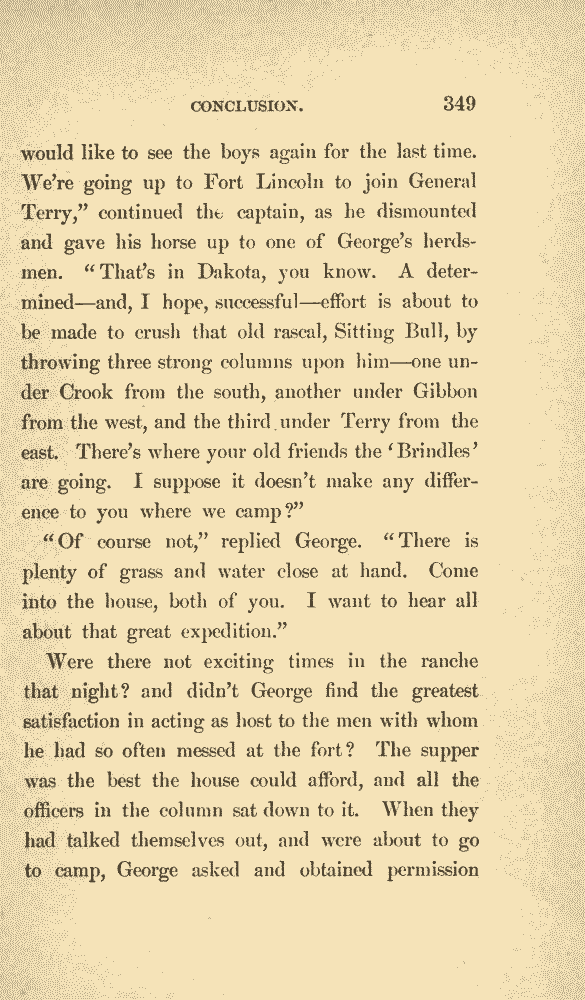 CONCLUSION. 349
would like to see the boys again for the last time.
We're going up to Fort Lincoln to join General
Terry,” continued the captain, as he dismounted
and gave his horse up to one of George's herds-
men. “That's in Dakota, you know. A deter-
mined—and, I hope, successful—effort is about to
be made to crush that old rascal, Sitting Bull, by
throwing three strong columns upon him—one un-
der Crook from the south, another under Gibbon
from the west, and the third under Terry from the
east. There's where your old friends the ‘Brindles’
are going. I suppose it doesn't make any differ-
ence to you where we camp?”
“Of course not,” replied George. “There is
plenty of grass and water close at hand. Come
into the house, both of you. I want to hear all
about that great expedition.”
Were there not exciting times in the ranche
that night? and didn't George find the greatest
satisfaction in acting as host to the men with whom
he had so often messed at the fort? The supper
was the best the house could afford, and all the
officers in the column sat down to it. When they
had talked themselves out, and were about to go
to camp, George asked and obtained permission